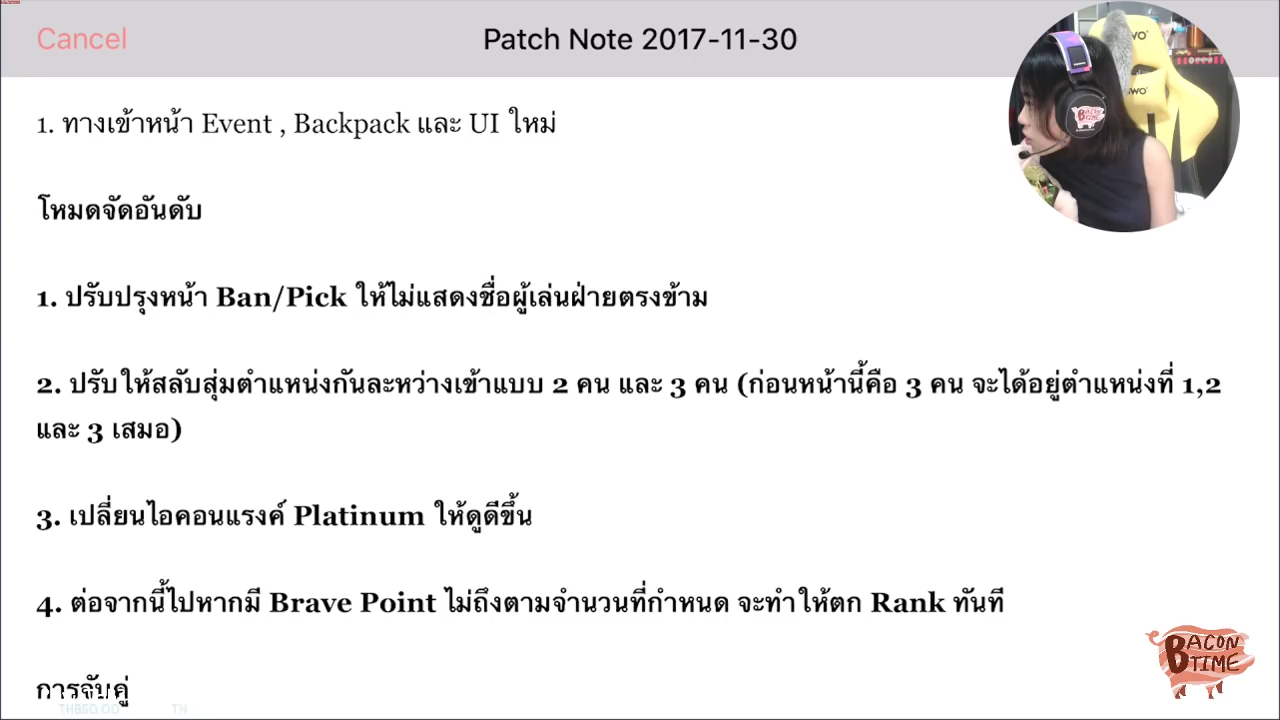 Cancel
Patch Note 2017-11-30
1. ทางเข้าหน้า Event , Backpack และ UI ใหม่
โหมดจัดอันดับ
1. ปรับปรุงหน้า Ban/Pick ให้ไม่แสดงชื่อผู้เล่นฝ่ายตรงข้าม
2. ปรับให้สลับสุ่มตำแหน่งกันละหว่างเข้าแบบ 2 คน และ 3 คน (ก่อนหน้านี้คือ 3 คน จะได้อยู่ตำแหน่งที่ 1,2
และ 3 เสมอ)
3. เปลี่ยนไอคอนแรงค์ Platinum ให้ดูดีขึ้น
4. ต่อจากนี้ไปหากมี Brave Point ไม่ถึงตามจำนวนที่กำหนด จะทำให้ตก Rank ทันที
การจับคู่
THB50.00
BACON
TIME
BACON
TIME